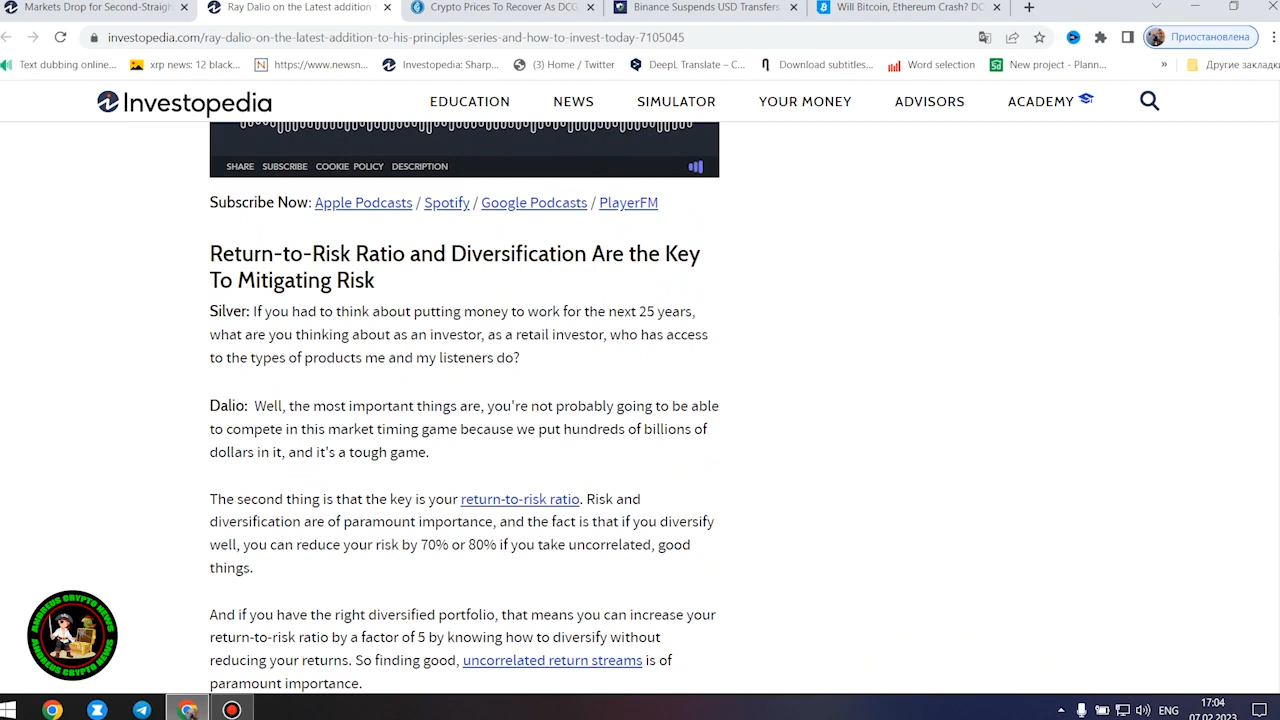 Markets Drop for Second-Straigh
Ray Dalio on the Latest addition
Crypto Prices To Recover As DCG
Binance Suspends USD Transfers
Will Bitcoin, Ethereum Crash? DC
investopedia.com/ray-dalio-on-the-latest-addition-to-his-principles-series-and-how-to-invest-today-7105045
Приостановлена
Text dubbing online...
xrp news: 12 black...
https://www.newsn...
Investopedia: Sharp...
(3) Home / Twitter
DeepL Translate – C...
Download subtitles...
Word selection
New project - Plann...
»
Другие закладки
Investopedia
EDUCATION
NEWS
SIMULATOR
YOUR MONEY
ADVISORS
ACADEMY
SHARE SUBSCRIBE COOKIE POLICY DESCRIPTION
Subscribe Now: Apple Podcasts / Spotify / Google Podcasts / PlayerFM
Return-to-Risk Ratio and Diversification Are the Key
To Mitigating Risk
Silver: If you had to think about putting money to work for the next 25 years,
what are you thinking about as an investor, as a retail investor, who has access
to the types of products me and my listeners do?
Dalio: Well, the most important things are, you're not probably going to be able
to compete in this market timing game because we put hundreds of billions of
dollars in it, and it's a tough game.
The second thing is that the key is your return-to-risk ratio. Risk and
diversification are of paramount importance, and the fact is that if you diversify
well, you can reduce your risk by 70% or 80% if you take uncorrelated, good
things.
And if you have the right diversified portfolio, that means you can increase your
return-to-risk ratio by a factor of 5 by knowing how to diversify without
reducing your returns. So finding good, uncorrelated return streams is of
paramount importance.
ANDREUS CRYPTO NEWS
ANDREUS CRYPTO NEWS
ENG
17:04
07.02.2023